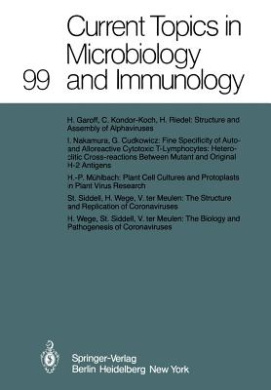 99
Current Topics in
Microbiology
and Immunology
H. Garoff, C. Kondor-Koch, H. Riedel: Structure and
Assembly of Alphaviruses
I. Nakamura, G. Cudkowicz: Fine Specificity of Auto-
and Alloreactive Cytotoxic T-Lymphocytes: Hetero-
clitic Cross-reactions Between Mutant and Original
H-2 Antigens
H.-P. Mühlbach: Plant Cell Cultures and Protoplasts
in Plant Virus Research
St. Siddell, H. Wege, V. ter Meulen: The Structure
and Replication of Coronaviruses
H. Wege, St. Siddell, V. ter Meulen: The Biology and
Pathogenesis of Coronaviruses
Springer-Verlag
Berlin Heidelberg New York